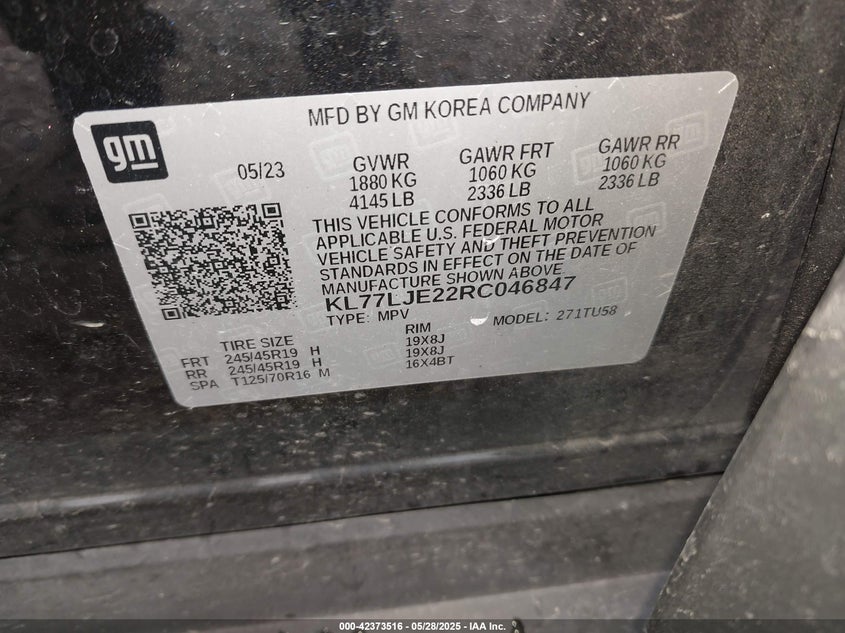 MFD BY GM KOREA COMPANY
gm
05/23
GVWR
1880 KG
4145 LB
GAWR FRT
1060 KG
2336 LB
GAWR RR
1060 KG
2336 LB
THIS VEHICLE CONFORMS TO ALL
APPLICABLE U.S. FEDERAL MOTOR
VEHICLE SAFETY AND THEFT PREVENTION
STANDARDS IN EFFECT ON THE DATE OF
MANUFACTURE SHOWN ABOVE.
KL77LJE22RC046847
TYPE: MPV
MODEL: 271TU58
TIRE SIZE RIM
FRT 245/45R19 H 19X8J
RR 245/45R19 H 19X8J
SPA T125/70R16 M 16X4BT
000-42373516 - 05/28/2025 - IAA Inc.